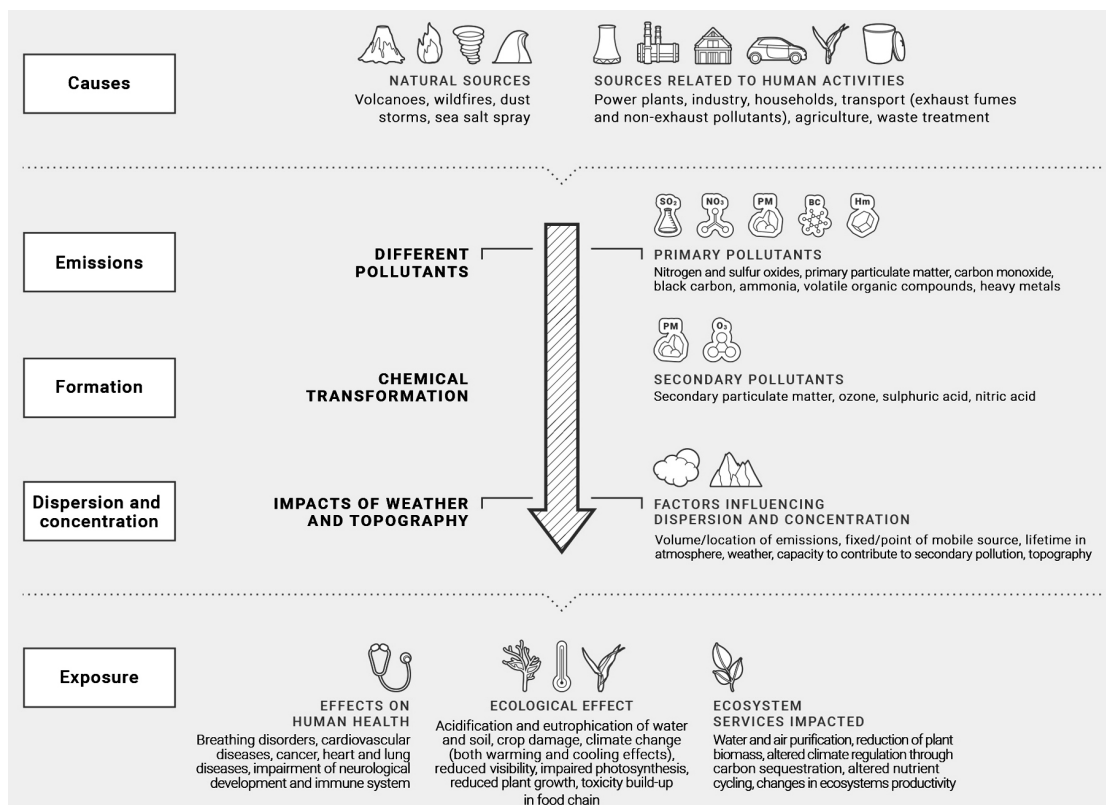 Causes
NATURAL SOURCES
Volcanoes, wildfires, dust
storms, sea salt spray
SOURCES RELATED TO HUMAN ACTIVITIES
Power plants, industry, households, transport (exhaust fumes
and non-exhaust pollutants), agriculture, waste treatment
Emissions
DIFFERENT
POLLUTANTS
SO₂ NO₃ PM BC Hm
PRIMARY POLLUTANTS
Nitrogen and sulfur oxides, primary particulate matter, carbon monoxide,
black carbon, ammonia, volatile organic compounds, heavy metals
Formation
CHEMICAL
TRANSFORMATION
PM O₃
SECONDARY POLLUTANTS
Secondary particulate matter, ozone, sulphuric acid, nitric acid
Dispersion and
concentration
IMPACTS OF WEATHER
AND TOPOGRAPHY
FACTORS INFLUENCING
DISPERSION AND CONCENTRATION
Volume/location of emissions, fixed/point of mobile source, lifetime in
atmosphere, weather, capacity to contribute to secondary pollution, topography
Exposure
EFFECTS ON
HUMAN HEALTH
Breathing disorders, cardiovascular
diseases, cancer, heart and lung
diseases, impairment of neurological
development and immune system
ECOLOGICAL EFFECT
Acidification and eutrophication of water
and soil, crop damage, climate change
(both warming and cooling effects),
reduced visibility, impaired photosynthesis,
reduced plant growth, toxicity build-up
in food chain
ECOSYSTEM
SERVICES IMPACTED
Water and air purification, reduction of plant
biomass, altered climate regulation through
carbon sequestration, altered nutrient
cycling, changes in ecosystems productivity